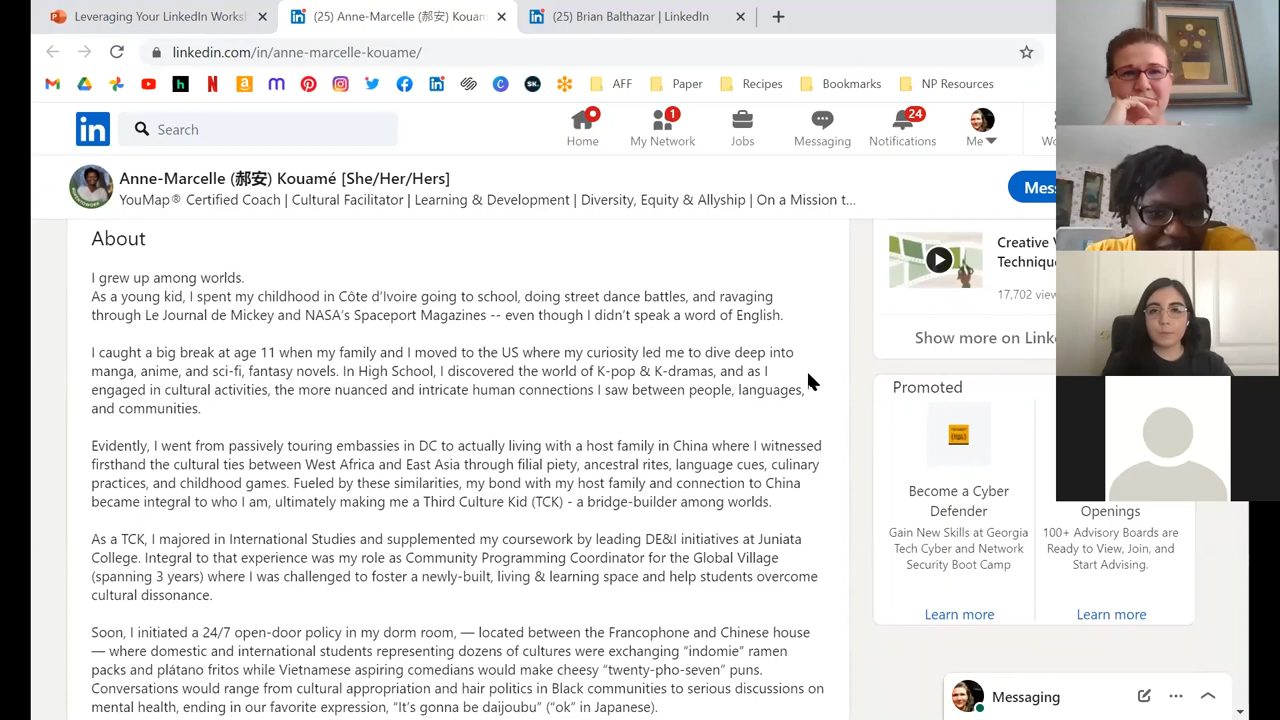 Leveraging Your LinkedIn Works
(25) Anne-Marcelle (郝安) Kouam
(25) Brian Balthazar | LinkedIn
linkedin.com/in/anne-marcelle-kouame/
AFF
Paper
Recipes
Bookmarks
NP Resources
in
Search
Home
1
My Network
Jobs
Messaging
24
Notifications
Me
Wo
Anne-Marcelle (郝安) Kouamé [She/Her/Hers]
YouMap® Certified Coach | Cultural Facilitator | Learning & Development | Diversity, Equity & Allyship | On a Mission t...
Mes
About
I grew up among worlds.
As a young kid, I spent my childhood in Côte d’Ivoire going to school, doing street dance battles, and ravaging
through Le Journal de Mickey and NASA’s Spaceport Magazines -- even though I didn’t speak a word of English.
I caught a big break at age 11 when my family and I moved to the US where my curiosity led me to dive deep into
manga, anime, and sci-fi, fantasy novels. In High School, I discovered the world of K-pop & K-dramas, and as I
engaged in cultural activities, the more nuanced and intricate human connections I saw between people, languages,
and communities.
Evidently, I went from passively touring embassies in DC to actually living with a host family in China where I witnessed
firsthand the cultural ties between West Africa and East Asia through filial piety, ancestral rites, language cues, culinary
practices, and childhood games. Fueled by these similarities, my bond with my host family and connection to China
became integral to who I am, ultimately making me a Third Culture Kid (TCK) - a bridge-builder among worlds.
As a TCK, I majored in International Studies and supplemented my coursework by leading DE&I initiatives at Juniata
College. Integral to that experience was my role as Community Programming Coordinator for the Global Village
(spanning 3 years) where I was challenged to foster a newly-built, living & learning space and help students overcome
cultural dissonance.
Soon, I initiated a 24/7 open-door policy in my dorm room, — located between the Francophone and Chinese house
— where domestic and international students representing dozens of cultures were exchanging “indomie” ramen
packs and plátano fritos while Vietnamese aspiring comedians would make cheesy “twenty-pho-seven” puns.
Conversations would range from cultural appropriation and hair politics in Black communities to serious discussions on
mental health, ending in our favorite expression, “It’s gonna be daijoubu” (“ok” in Japanese).
Creative V
Technique
17,702 view
Show more on Link
Promoted
Become a Cyber
Defender
Gain New Skills at Georgia
Tech Cyber and Network
Security Boot Camp
Learn more
Openings
100+ Advisory Boards are
Ready to View, Join, and
Start Advising.
Learn more
Messaging